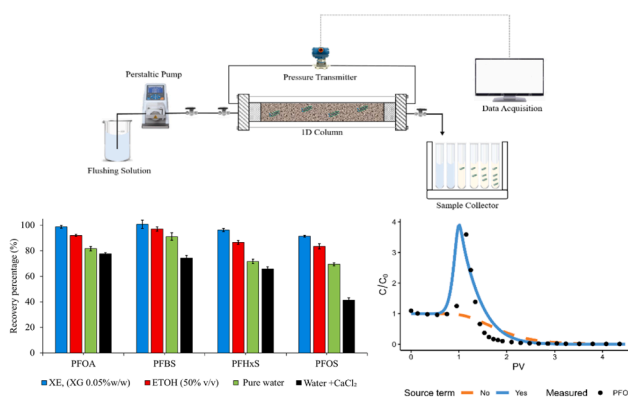 Perstaltic Pump
Pressure Transmitter
Data Acquisition
1D Column
Flushing Solution
Sample Collector
Recovery percentage (%)
100
80
60
40
20
0
PFOA PFBS PFHxS PFOS
XE, (XG 0.05%w/w) ETOH (50% v/v) Pure water Water +CaCl₂
C/C₀
4
3
2
1
0
0 1 2 3 4
PV
Source term No Yes Measured PFO